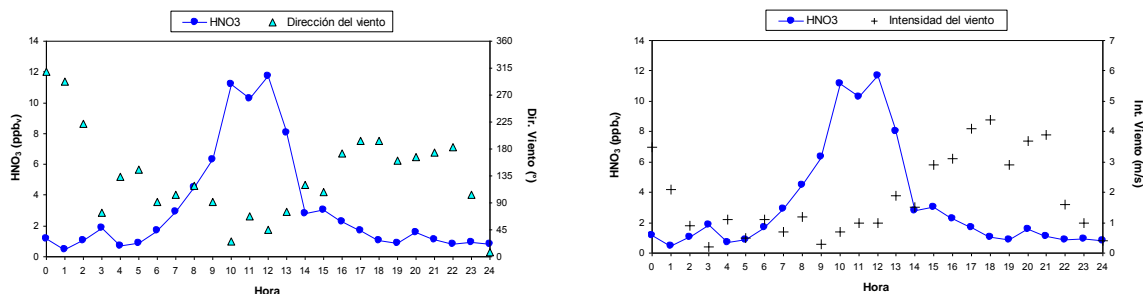 HNO3 Dirección del viento
14 12 10 8 6 4 2 0
HNO₃ (ppbᵥ)
360 315 270 225 180 135 90 45 0
Dir. Viento (º)
0 1 2 3 4 5 6 7 8 9 10 11 12 13 14 15 16 17 18 19 20 21 22 23 24
Hora
HNO3 Intensidad del viento
14 12 10 8 6 4 2 0
HNO₃ (ppbᵥ)
7 6 5 4 3 2 1 0
Int. Viento (m/s)
0 1 2 3 4 5 6 7 8 9 10 11 12 13 14 15 16 17 18 19 20 21 22 23 24
Hora